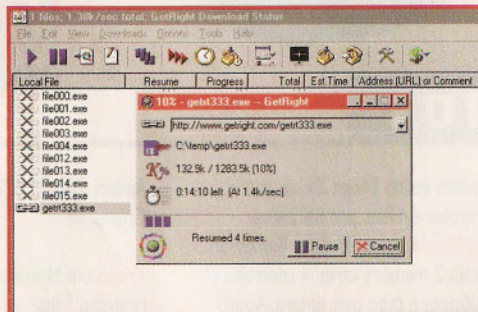 1 files; 1.38k/sec total; GetRight Download Status
File Edit View Downloads Options Tools Help
Local File Resume Progress Total Est Time Address (URL) or Comment
file000.exe
file001.exe
file002.exe
file003.exe
file004.exe
file012.exe
file013.exe
file014.exe
file015.exe
getrt333.exe
10% - getrt333.exe -- GetRight
http://www.getright.com/getrt333.exe
C:\temp\getrt333.exe
132.9k / 1283.5k (10%)
0:14:10 left (At 1.4k/sec)
Resumed 4 times.
Pause
Cancel